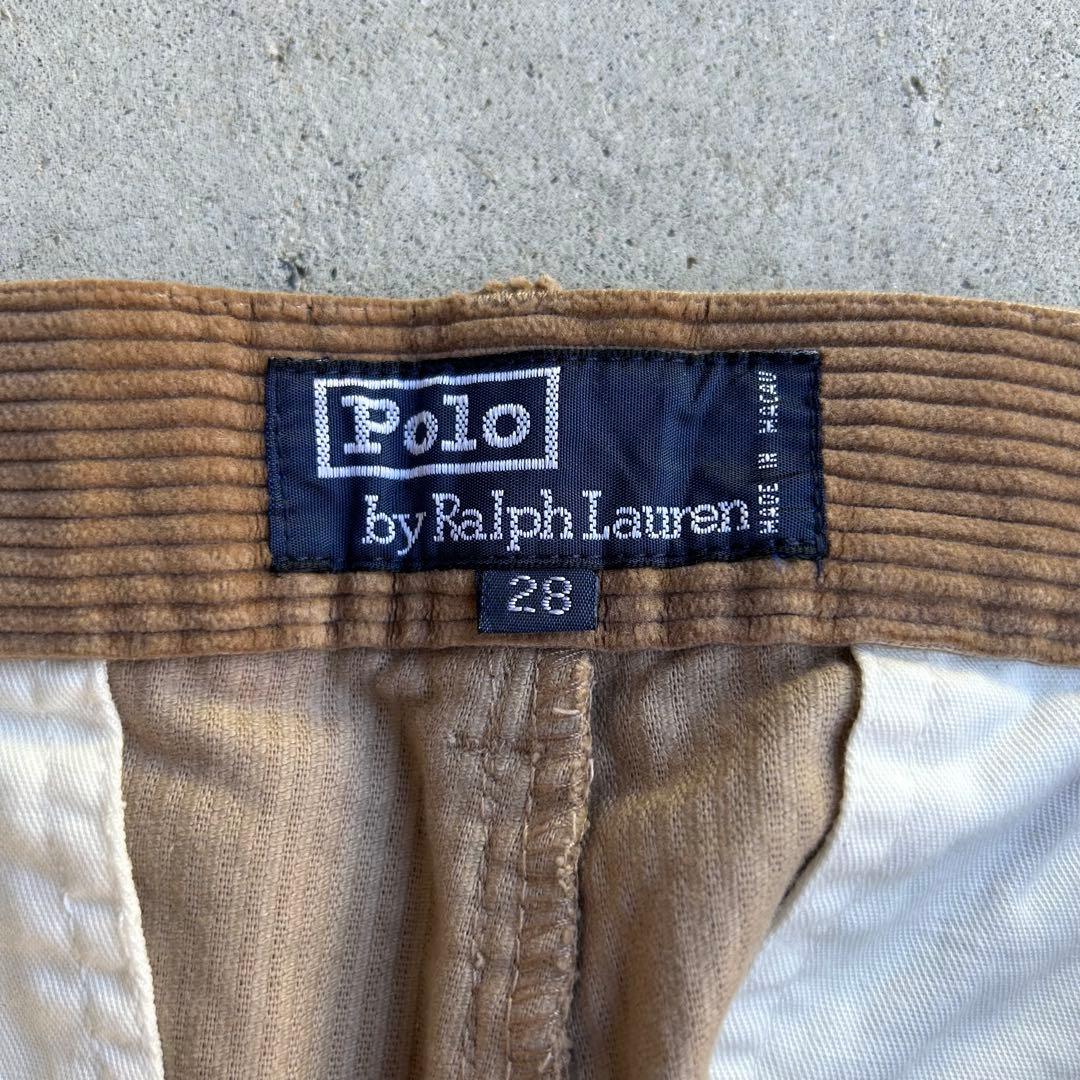 Polo
by Ralph Lauren
MADE IN MACAU
28